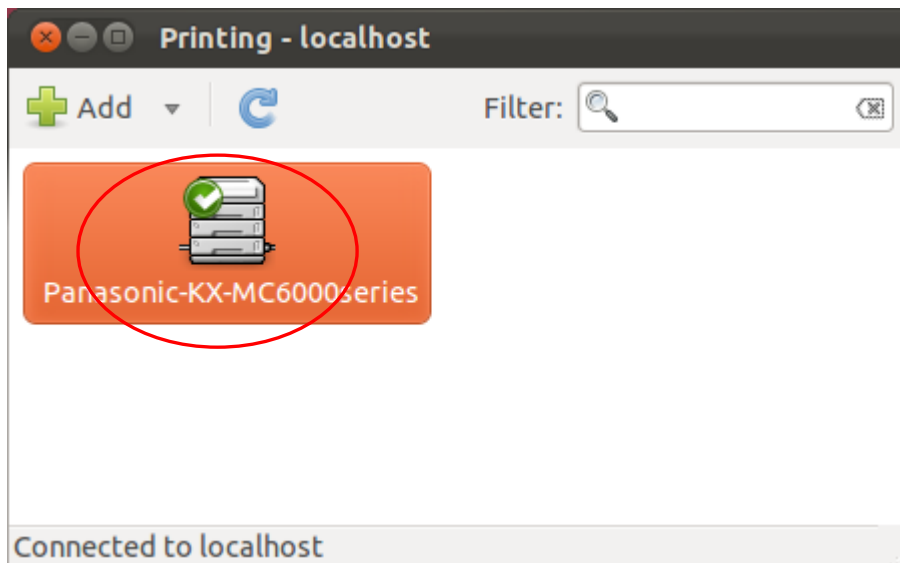 Printing - localhost
Add Filter:
Panasonic-KX-MC6000series
Connected to localhost